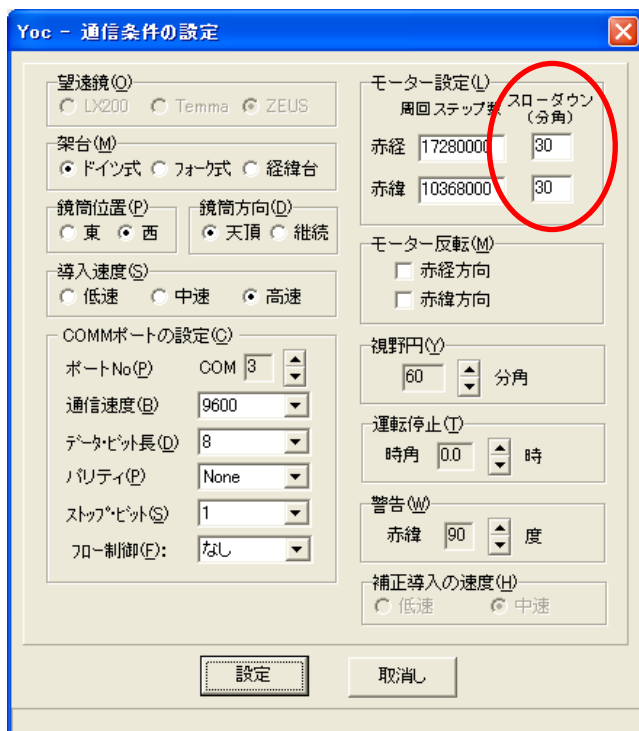 Yoc - 通信条件の設定
望遠鏡(O)
LX200 Temma ZEUS
架台(M)
ドイツ式 フォーク式 経緯台
鏡筒位置(P)
東 西
鏡筒方向(D)
天頂 継続
導入速度(S)
低速 中速 高速
COMMポートの設定(C)
ポートNo(P) COM 3
通信速度(B) 9600
データ・ビット長(D) 8
パリティ(P) None
ストップ・ビット(S) 1
フロー制御(F): なし
モーター設定(L)
周回ステップ数 スローダウン
(分角)
赤経 17280000 30
赤緯 10368000 30
モーター反転(M)
赤経方向
赤緯方向
視野円(Y)
60 分角
運転停止(T)
時角 0.0 時
警告(W)
赤緯 90 度
補正導入の速度(H)
低速 中速
設定 取消し